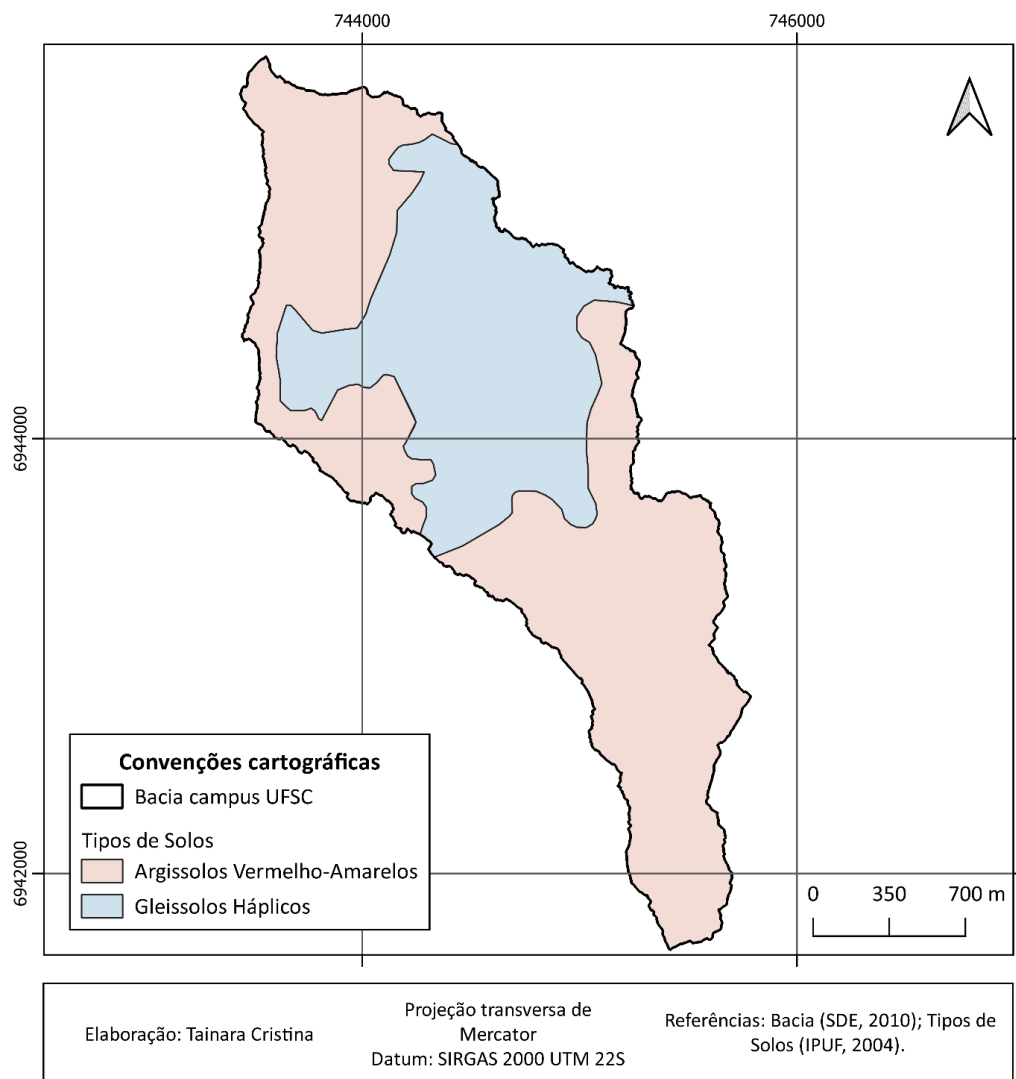 744000
746000
6944000
6942000
Convenções cartográficas
Bacia campus UFSC
Tipos de Solos
Argissolos Vermelho-Amarelos
Gleissolos Háplicos
0 350 700 m
Elaboração: Tainara Cristina
Projeção transversa de
Mercator
Datum: SIRGAS 2000 UTM 22S
Referências: Bacia (SDE, 2010); Tipos de
Solos (IPUF, 2004).